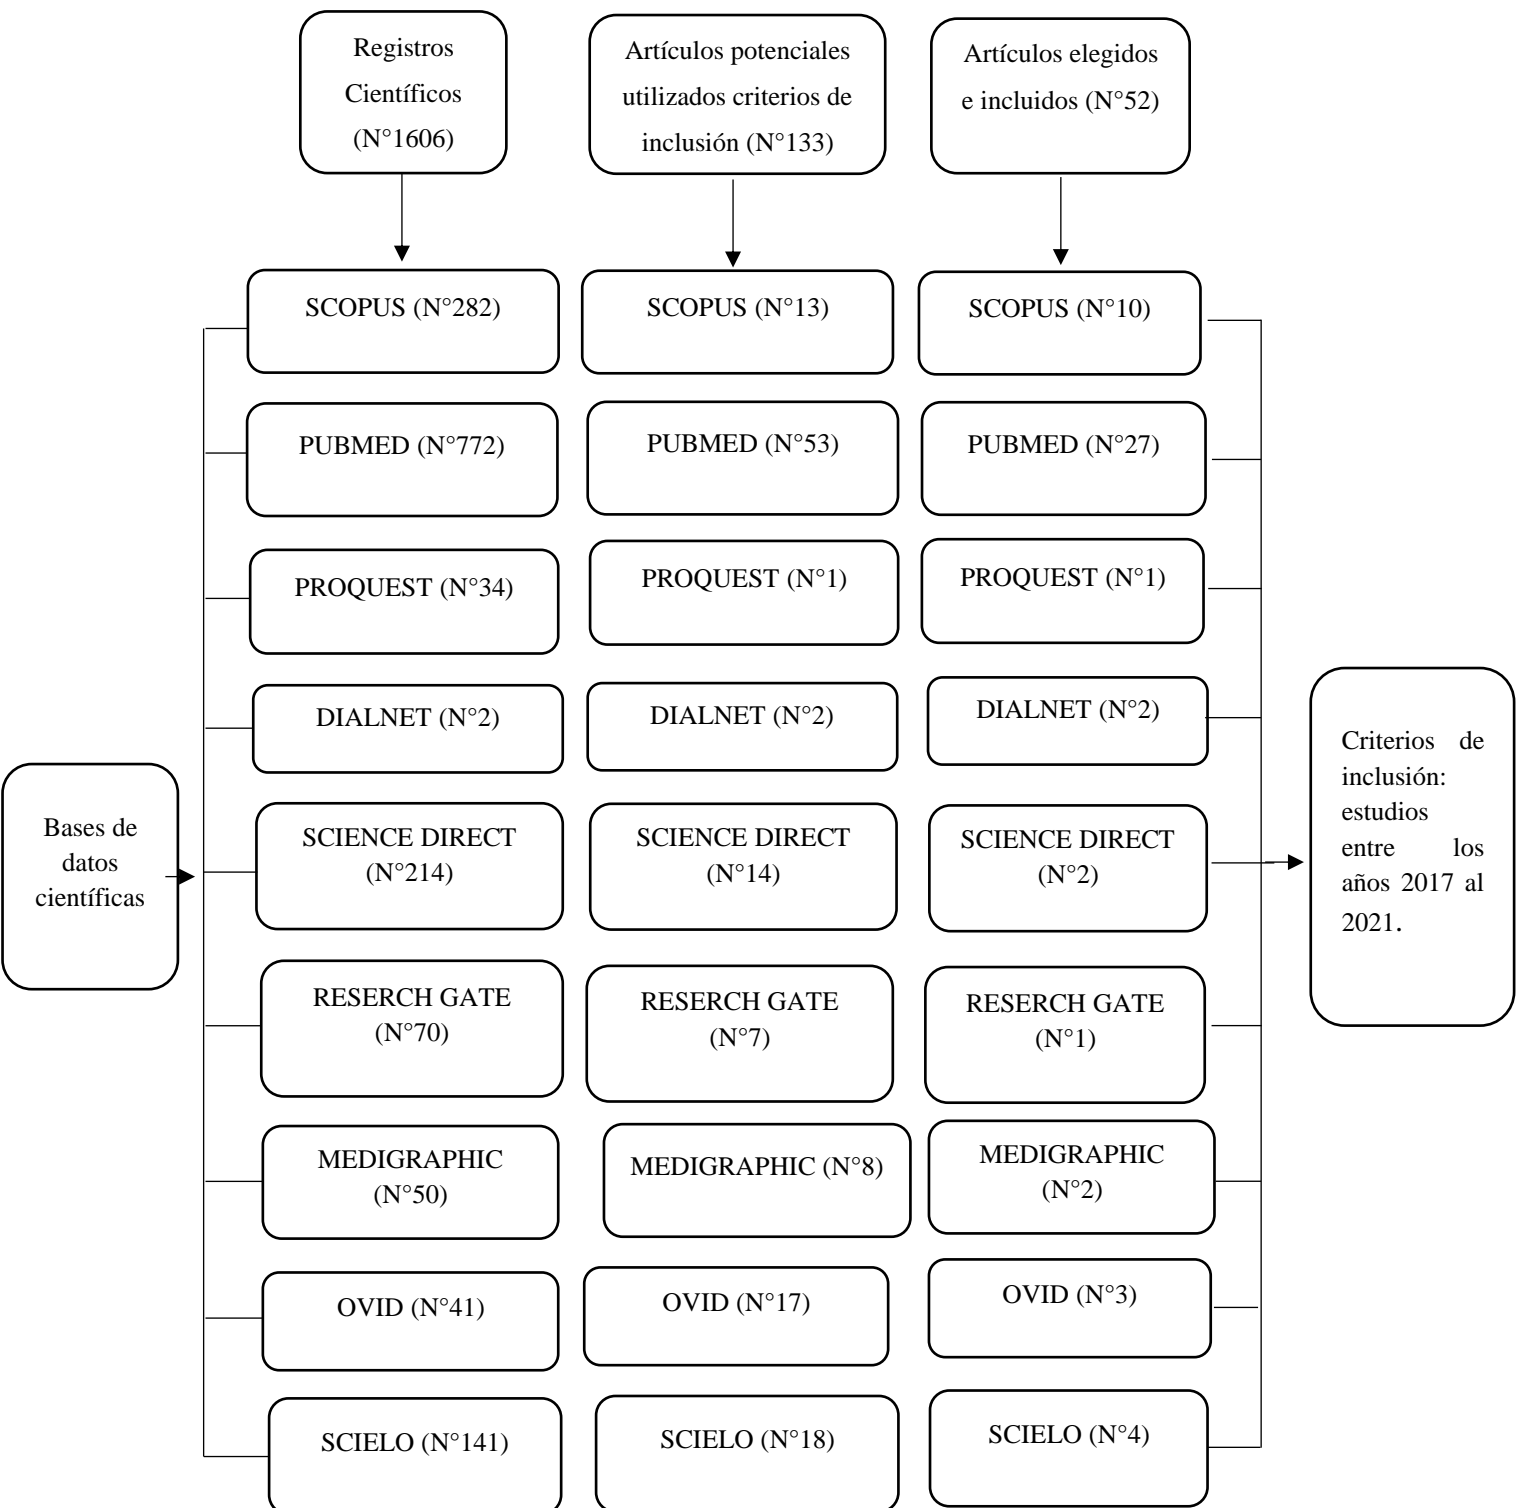 Registros
Científicos
(N°1606)
Artículos potenciales
utilizados criterios de
inclusión (N°133)
Artículos elegidos
e incluidos (N°52)
SCOPUS (N°282)
SCOPUS (N°13)
SCOPUS (N°10)
PUBMED (N°772)
PUBMED (N°53)
PUBMED (N°27)
PROQUEST (N°34)
PROQUEST (N°1)
PROQUEST (N°1)
DIALNET (N°2)
DIALNET (N°2)
DIALNET (N°2)
Bases de
datos
científicas
SCIENCE DIRECT
(N°214)
SCIENCE DIRECT
(N°14)
SCIENCE DIRECT
(N°2)
Criterios de
inclusión:
estudios
entre los
años 2017 al
2021.
RESERCH GATE
(N°70)
RESERCH GATE
(N°7)
RESERCH GATE
(N°1)
MEDIGRAPHIC
(N°50)
MEDIGRAPHIC (N°8)
MEDIGRAPHIC
(N°2)
OVID (N°41)
OVID (N°17)
OVID (N°3)
SCIELO (N°141)
SCIELO (N°18)
SCIELO (N°4)